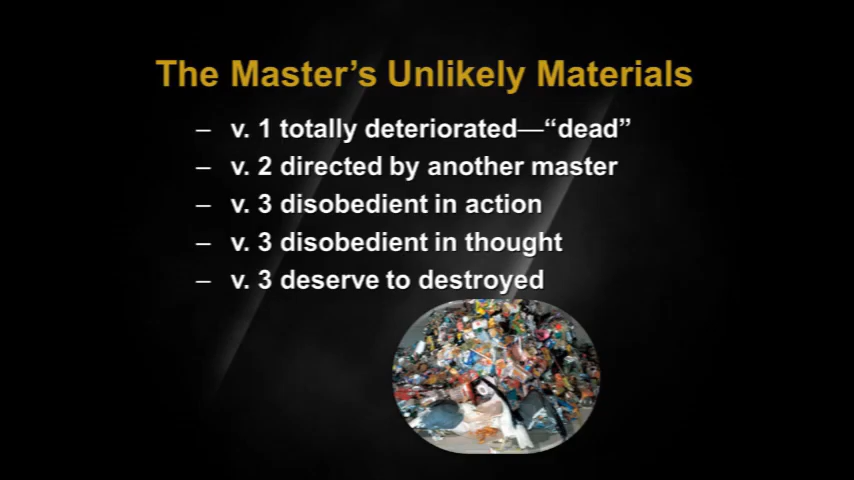 The Master's Unlikely Materials
– v. 1 totally deteriorated—“dead”
– v. 2 directed by another master
– v. 3 disobedient in action
– v. 3 disobedient in thought
– v. 3 deserve to destroyed